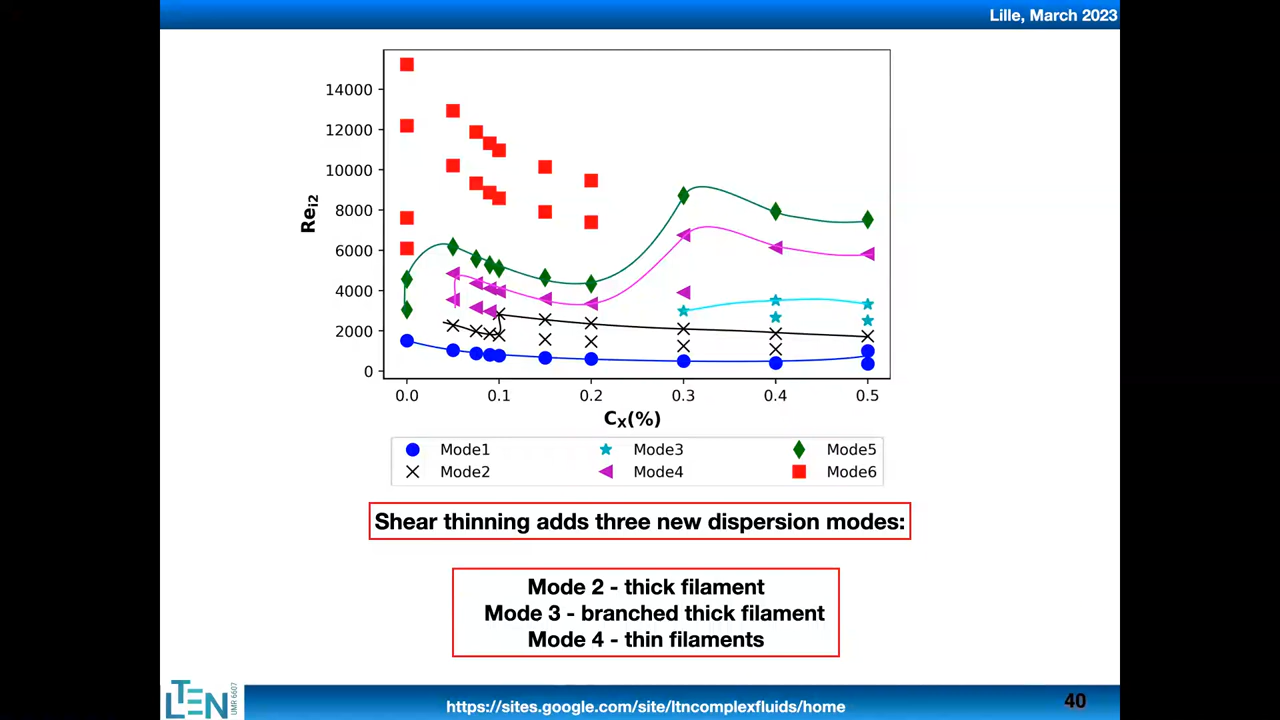 Lille, March 2023
14000
12000
10000
8000
6000
4000
2000
0
Rei2
0.0 0.1 0.2 0.3 0.4 0.5
CX(%)
Mode1 Mode3 Mode5
Mode2 Mode4 Mode6
Shear thinning adds three new dispersion modes:
Mode 2 - thick filament
Mode 3 - branched thick filament
Mode 4 - thin filaments
LTEN
UMR 6607
https://sites.google.com/site/ltncomplexfluids/home
40